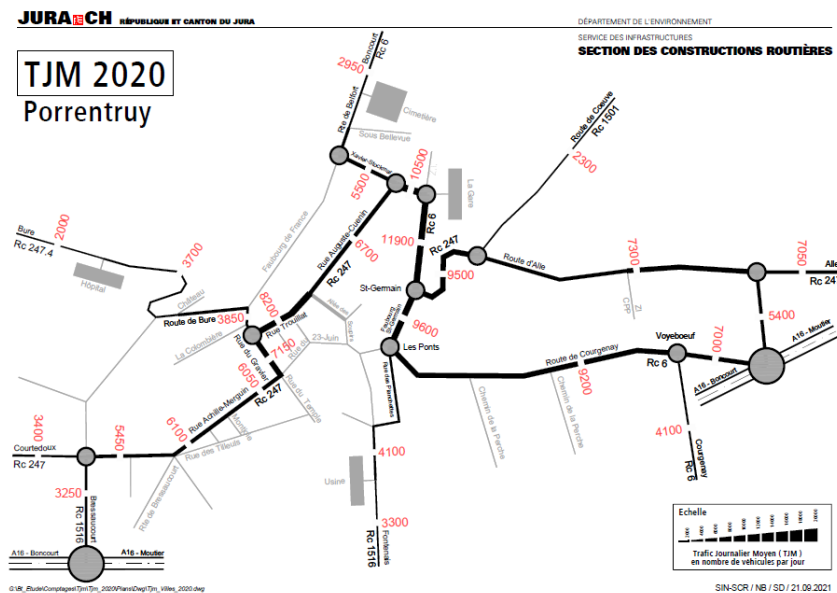 JURA CH RÉPUBLIQUE ET CANTON DU JURA
DÉPARTEMENT DE L'ENVIRONNEMENT
SERVICE DES INFRASTRUCTURES
SECTION DES CONSTRUCTIONS ROUTIÈRES
TJM 2020
Porrentruy
Boncourt
Rc 6
2950
Rte de Belfort
Cimetière
Sous Bellevue
Xavier-Stockmar
5500
10500
La Gare
Rc 6
11900
Route de Coeuve
Rc 1501
2300
Bure
Rc 247.4
2000
3700
Hôpital
Château
Faubourg de France
Rue Auguste-Cuenin
6700
Rc 247
Rc 247
9500
Route d'Alle
7300
ZI
CPP
7050
Alle
Rc 247
St-Germain
Route de Bure
3850
8200
Rue Trouillat
Allée des
Soupirs
La Colombière
Rue du Gravier
7150
6050
Rue du
23-Juin
Faubourg
St-Germain
9600
Les Ponts
5400
A16 - Moutier
A16 - Boncourt
Voyeboeuf
Rc 6
7000
Route de Courgenay
9200
Rue des Planchettes
Rue Achille-Merguin
Rc 247
Rue du Temple
6100
Rue des Tilleuls
Chemin de la Perche
Chemin de la Perche
4100
Courgenay
Rc 6
3400
Courtedoux
Rc 247
5450
Rte de Bressaucourt
3250
Bressaucourt
Rc 1516
4100
Usine
3300
Fontenais
Rc 1516
A16 - Boncourt
A16 - Moutier
Echelle
Trafic Journalier Moyen ( TJM )
en nombre de véhicules par jour
SIN-SCR / NB / SD / 21.09.2021